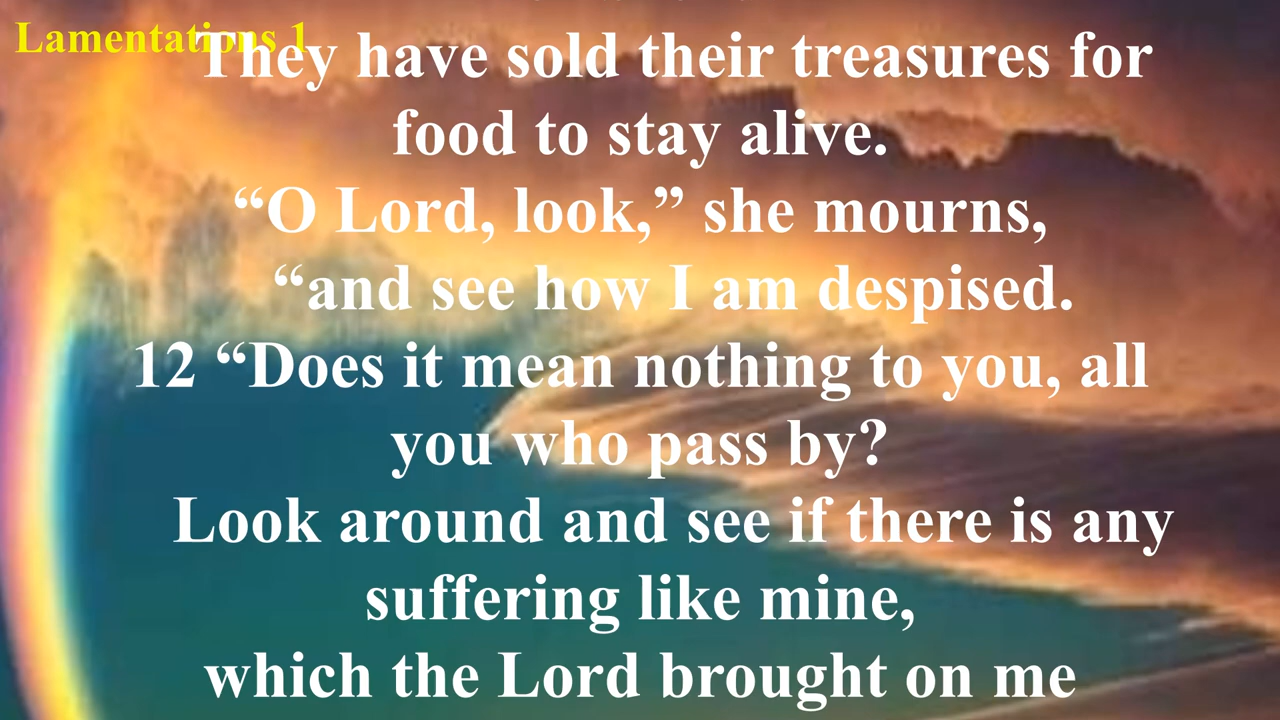 Lamentations 1
They have sold their treasures for
food to stay alive.
“O Lord, look,” she mourns,
“and see how I am despised.
12 “Does it mean nothing to you, all
you who pass by?
Look around and see if there is any
suffering like mine,
which the Lord brought on me